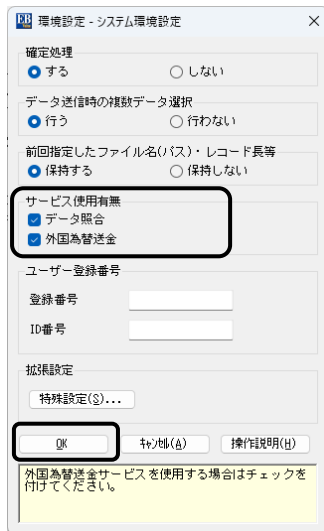 EB
環境設定 - システム環境設定
確定処理
する
しない
データ送信時の複数データ選択
行う
行わない
前回指定したファイル名(パス)・レコード長等
保持する
保持しない
サービス使用有無
データ照合
外国為替送金
ユーザー登録番号
登録番号
ID番号
拡張設定
特殊設定(S)...
OK
ｷｬﾝｾﾙ(A)
操作説明(H)
外国為替送金サービスを使用する場合はチェックを
付けてください。